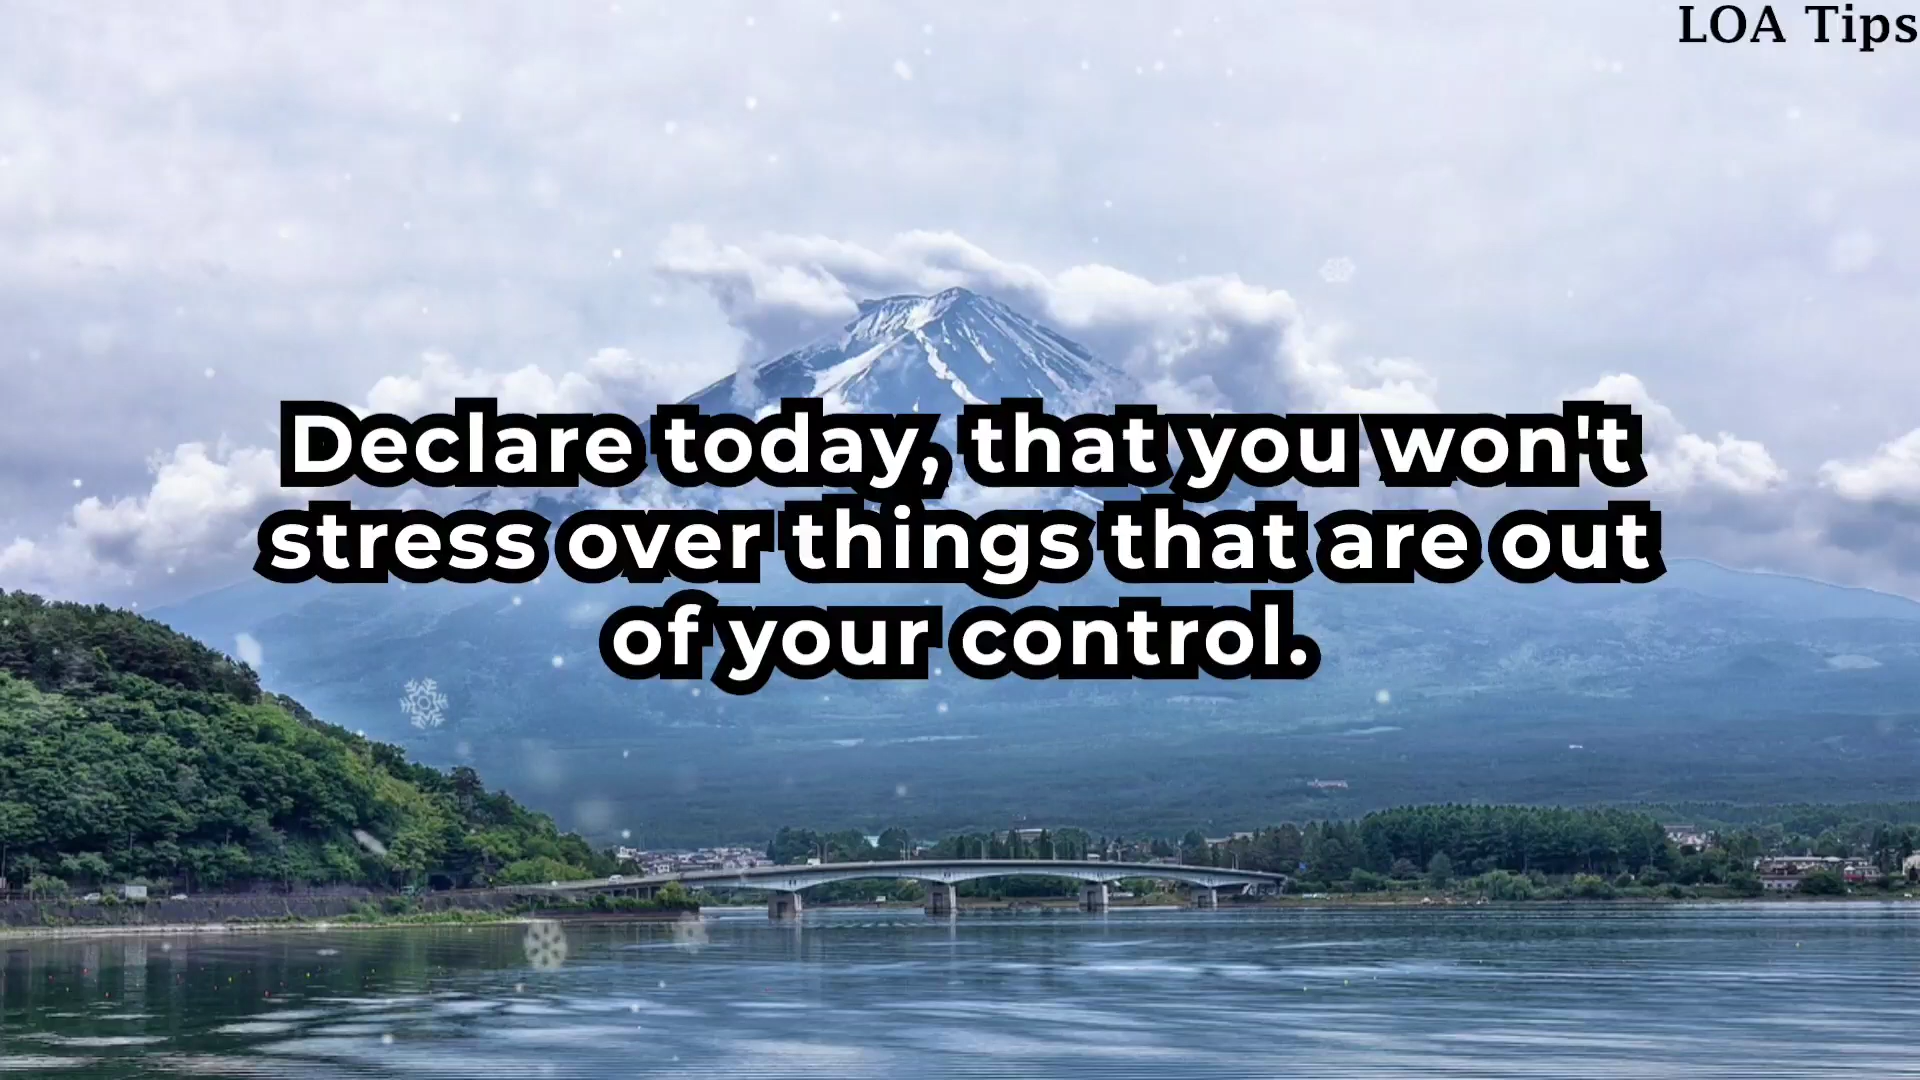 LOA Tips
Declare today, that you won't
stress over things that are out
of your control.